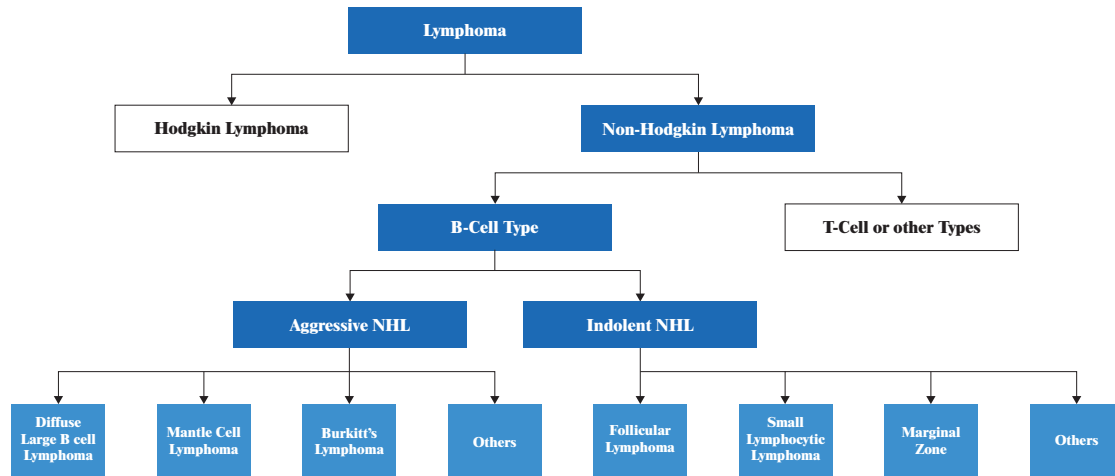 Lymphoma
Hodgkin Lymphoma
Non-Hodgkin Lymphoma
B-Cell Type
T-Cell or other Types
Aggressive NHL
Indolent NHL
Diffuse
Large B cell
Lymphoma
Mantle Cell
Lymphoma
Burkitt's
Lymphoma
Others
Follicular
Lymphoma
Small
Lymphocytic
Lymphoma
Marginal
Zone
Others